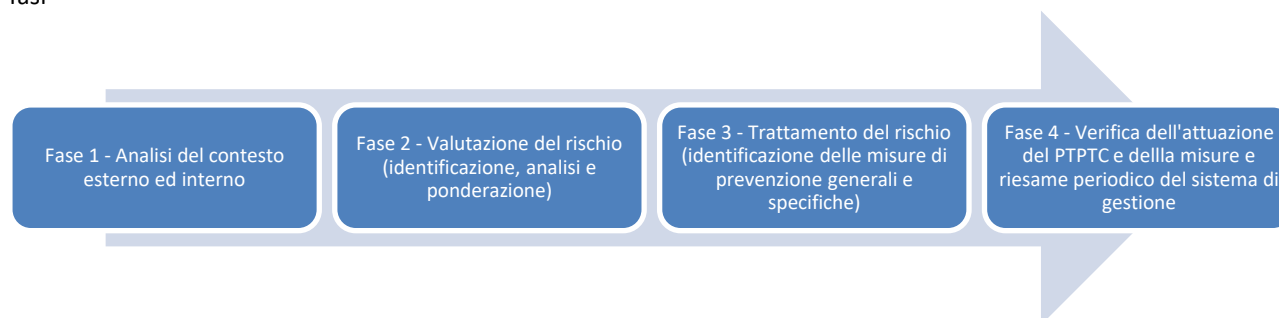 fasi
Fase 1 - Analisi del contesto
esterno ed interno
Fase 2 - Valutazione del rischio
(identificazione, analisi e
ponderazione)
Fase 3 - Trattamento del rischio
(identificazione delle misure di
prevenzione generali e
specifiche)
Fase 4 - Verifica dell'attuazione
del PTPTC e dellla misure e
riesame periodico del sistema di
gestione